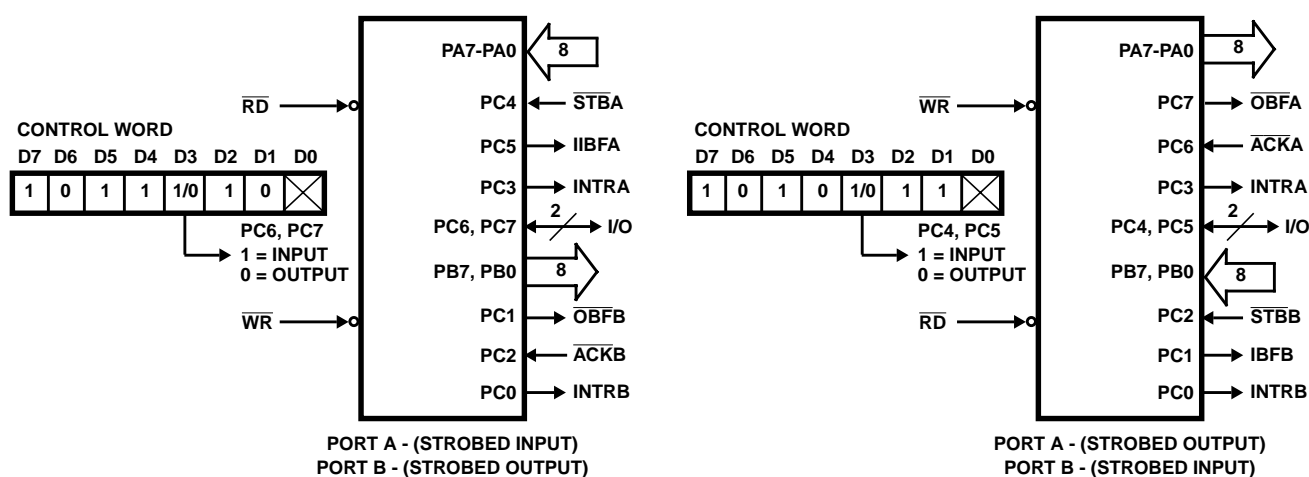 PA7-PA0
8
RD
PC4
STBA
CONTROL WORD
PC5
IIBFA
D7 D6 D5 D4 D3 D2 D1 D0
1 0 1 1 1/0 1 0
PC3
INTRA
PC6, PC7
1 = INPUT
0 = OUTPUT
PC6, PC7
2
I/O
PB7, PB0
8
WR
PC1
OBFB
PC2
ACKB
PC0
INTRB
PORT A - (STROBED INPUT)
PORT B - (STROBED OUTPUT)
PA7-PA0
8
WR
PC7
OBFA
CONTROL WORD
PC6
ACKA
D7 D6 D5 D4 D3 D2 D1 D0
1 0 1 0 1/0 1 1
PC3
INTRA
PC4, PC5
1 = INPUT
0 = OUTPUT
PC4, PC5
2
I/O
PB7, PB0
8
RD
PC2
STBB
PC1
IBFB
PC0
INTRB
PORT A - (STROBED OUTPUT)
PORT B - (STROBED INPUT)